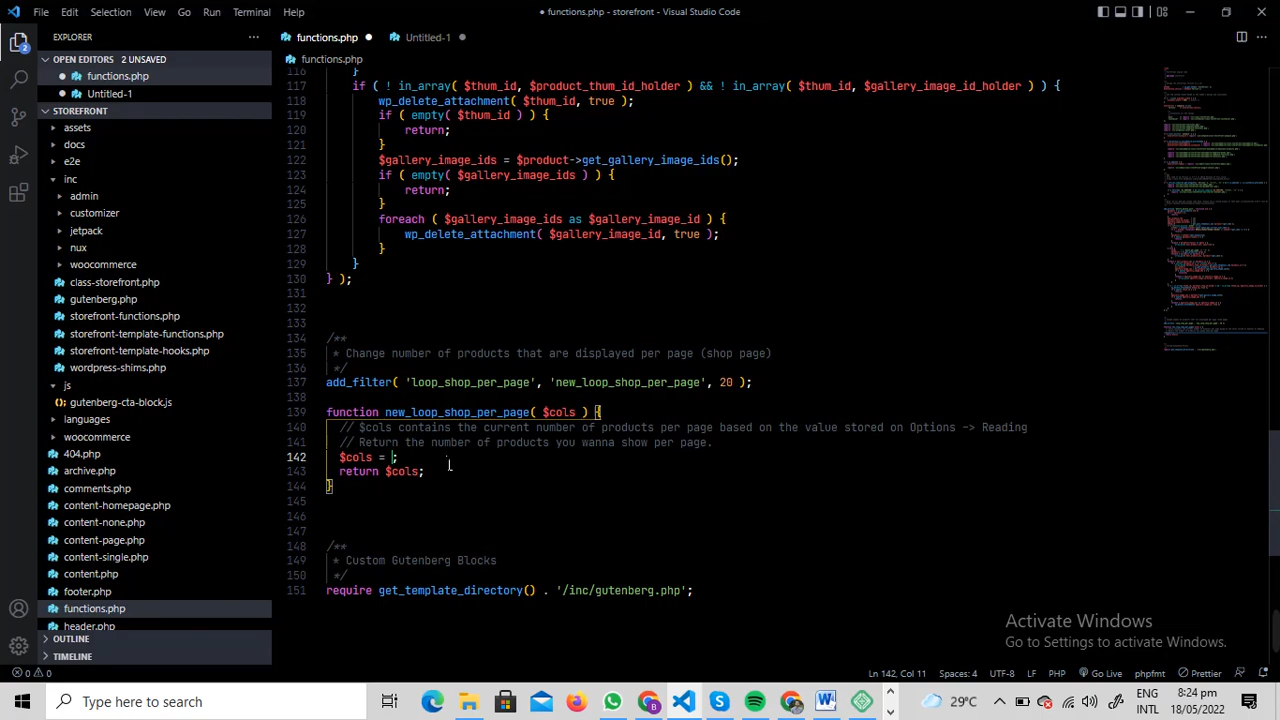 File Edit Selection View Go Run Terminal Help
● functions.php - storefront - Visual Studio Code
EXPLORER
functions.php
Untitled-1
OPEN EDITORS 2 UNSAVED
functions.php
functions.php
Untitled-1
STOREFRONT
assets
docs
e2e
inc
admin
customizer
jetpack
nux
woocommerce
class-storefront.php
gutenberg.php
storefront-functions.php
storefront-template-functions.php
storefront-template-hooks.php
wordpress-shims.php
js
gutenberg-cta-block.js
languages
woocommerce
404.php
archive.php
comments.php
content-homepage.php
content-none.php
content-page.php
content-single.php
content.php
footer.php
functions.php
header.php
OUTLINE
TIMELINE
116 }
117 if ( ! in_array( $thum_id, $product_thum_id_holder ) && ! in_array( $thum_id, $gallery_image_id_holder ) ) {
118 wp_delete_attachment( $thum_id, true );
119 if ( empty( $thum_id ) ) {
120 return;
121 }
122 $gallery_image_ids = $product->get_gallery_image_ids();
123 if ( empty( $gallery_image_ids ) ) {
124 return;
125 }
126 foreach ( $gallery_image_ids as $gallery_image_id ) {
127 wp_delete_attachment( $gallery_image_id, true );
128 }
129 }
130 } );
131
132
133
134 /**
135 * Change number of products that are displayed per page (shop page)
136 */
137 add_filter( 'loop_shop_per_page', 'new_loop_shop_per_page', 20 );
138
139 function new_loop_shop_per_page( $cols ) {
140 // $cols contains the current number of products per page based on the value stored on Options -> Reading
141 // Return the number of products you wanna show per page.
142 $cols = ;
143 return $cols;
144 }
145
146
147
148 /**
149 * Custom Gutenberg Blocks
150 */
151 require get_template_directory() . '/inc/gutenberg.php';
Activate Windows
Go to Settings to activate Windows.
0 0
Ln 142, Col 11 Spaces: 4 UTF-8 LF PHP Go Live phpfmt Prettier
2
Type here to search
29°C
ENG
INTL
8:24 pm
18/05/2022